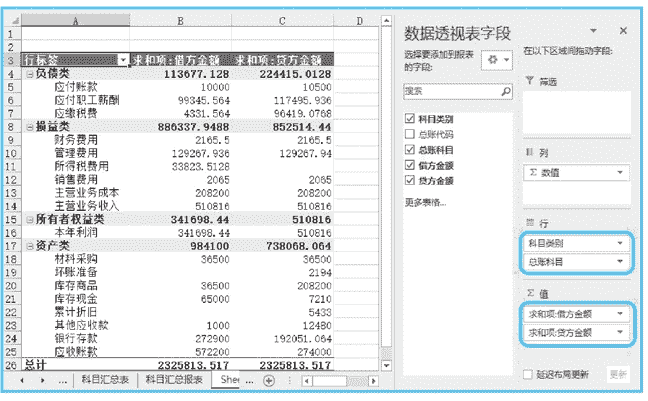 A B C D
1
2
3 行标签 求和项:借方金额 求和项:贷方金额
4 负债类 113677.128 224415.0128
5 应付账款 10000 10500
6 应付职工薪酬 99345.564 117495.936
7 应缴税费 4331.564 96419.0768
8 损益类 886337.9488 852514.44
9 财务费用 2165.5 2165.5
10 管理费用 129267.936 129267.94
11 所得税费用 33823.5128
12 销售费用 2065 2065
13 主营业务成本 208200 208200
14 主营业务收入 510816 510816
15 所有者权益类 341698.44 510816
16 本年利润 341698.44 510816
17 资产类 984100 738068.064
18 材料采购 36500 36500
19 坏账准备 2194
20 库存商品 36500 208200
21 库存现金 65000 7210
22 累计折旧 5433
23 其他应收款 1000 12480
24 银行存款 272900 192051.064
25 应收账款 572200 274000
26 总计 2325813.517 2325813.517
... 科目汇总表 科目汇总报表 Shee ...
数据透视表字段
选择要添加到报表
的字段:
搜索
科目类别
总账代码
总账科目
借方金额
贷方金额
更多表格...
在以下区域间拖动字段:
筛选
列
Σ 数值
行
科目类别
总账科目
Σ 值
求和项:借方金额
求和项:贷方金额
延迟布局更新 更新